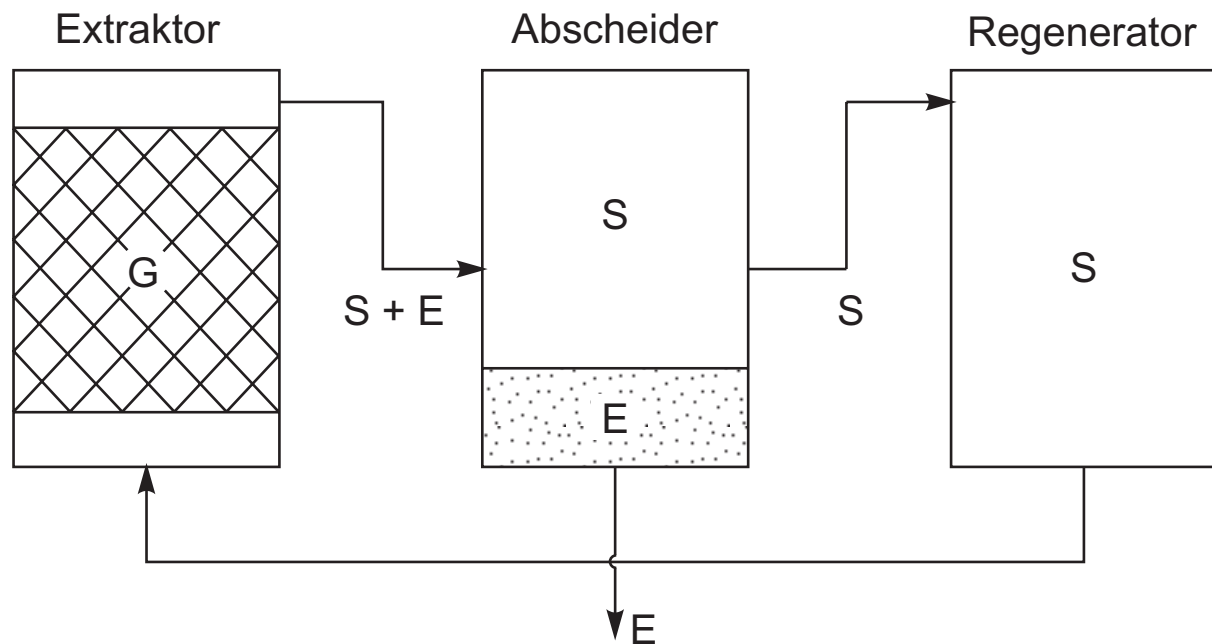 Extraktor
Abscheider
Regenerator
G
S + E
S
E
S
S
E